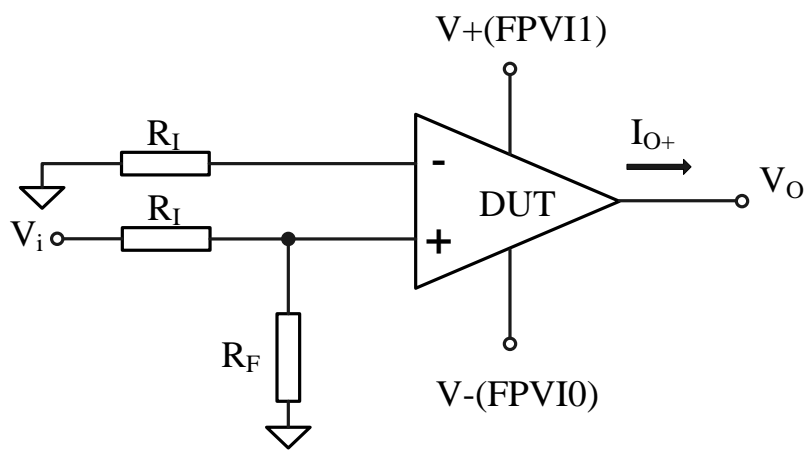 V+(FPVI1)
R_I
I_O+
-
DUT
V_O
R_I
V_i
+
R_F
V-(FPVI0)